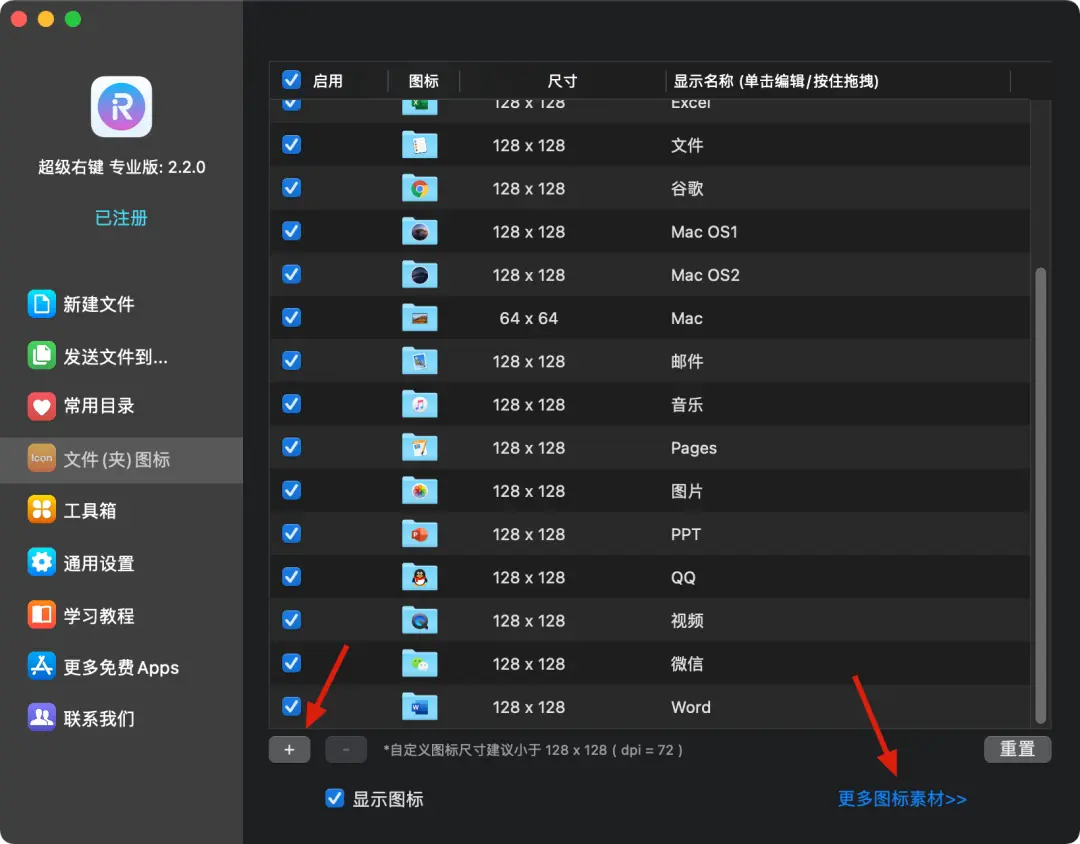 超级右键 专业版: 2.2.0
已注册
新建文件
发送文件到...
常用目录
Icon 文件(夹)图标
工具箱
通用设置
学习教程
更多免费Apps
联系我们
启用 图标 尺寸 显示名称 (单击编辑/按住拖拽)
128 x 128 Excel
128 x 128 文件
128 x 128 谷歌
128 x 128 Mac OS1
128 x 128 Mac OS2
64 x 64 Mac
128 x 128 邮件
128 x 128 音乐
128 x 128 Pages
128 x 128 图片
128 x 128 PPT
128 x 128 QQ
128 x 128 视频
128 x 128 微信
128 x 128 Word
+ - *自定义图标尺寸建议小于 128 x 128 ( dpi = 72 ) 重置
显示图标 更多图标素材>>